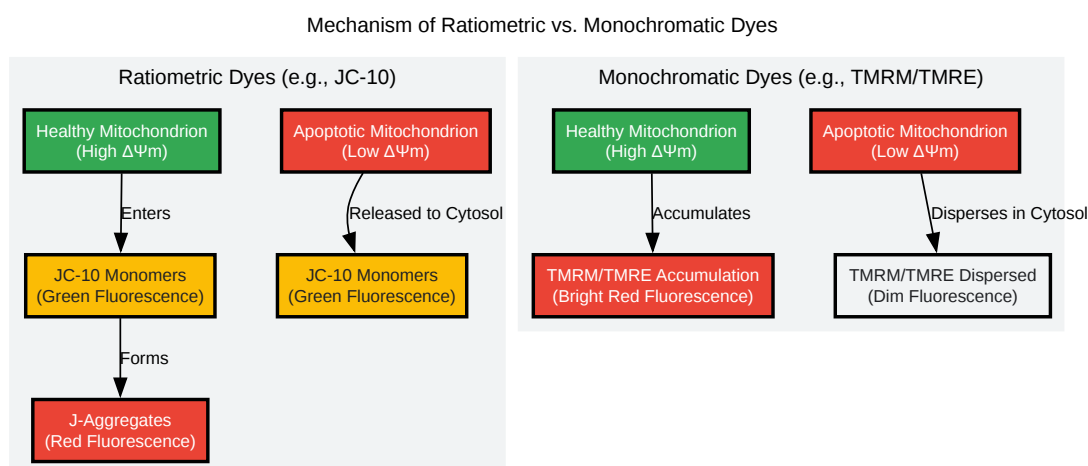 Mechanism of Ratiometric vs. Monochromatic Dyes
Ratiometric Dyes (e.g., JC-10)
Healthy Mitochondrion
(High ΔΨm)
Apoptotic Mitochondrion
(Low ΔΨm)
Enters
Released to Cytosol
JC-10 Monomers
(Green Fluorescence)
JC-10 Monomers
(Green Fluorescence)
Forms
J-Aggregates
(Red Fluorescence)
Monochromatic Dyes (e.g., TMRM/TMRE)
Healthy Mitochondrion
(High ΔΨm)
Apoptotic Mitochondrion
(Low ΔΨm)
Accumulates
Disperses in Cytosol
TMRM/TMRE Accumulation
(Bright Red Fluorescence)
TMRM/TMRE Dispersed
(Dim Fluorescence)